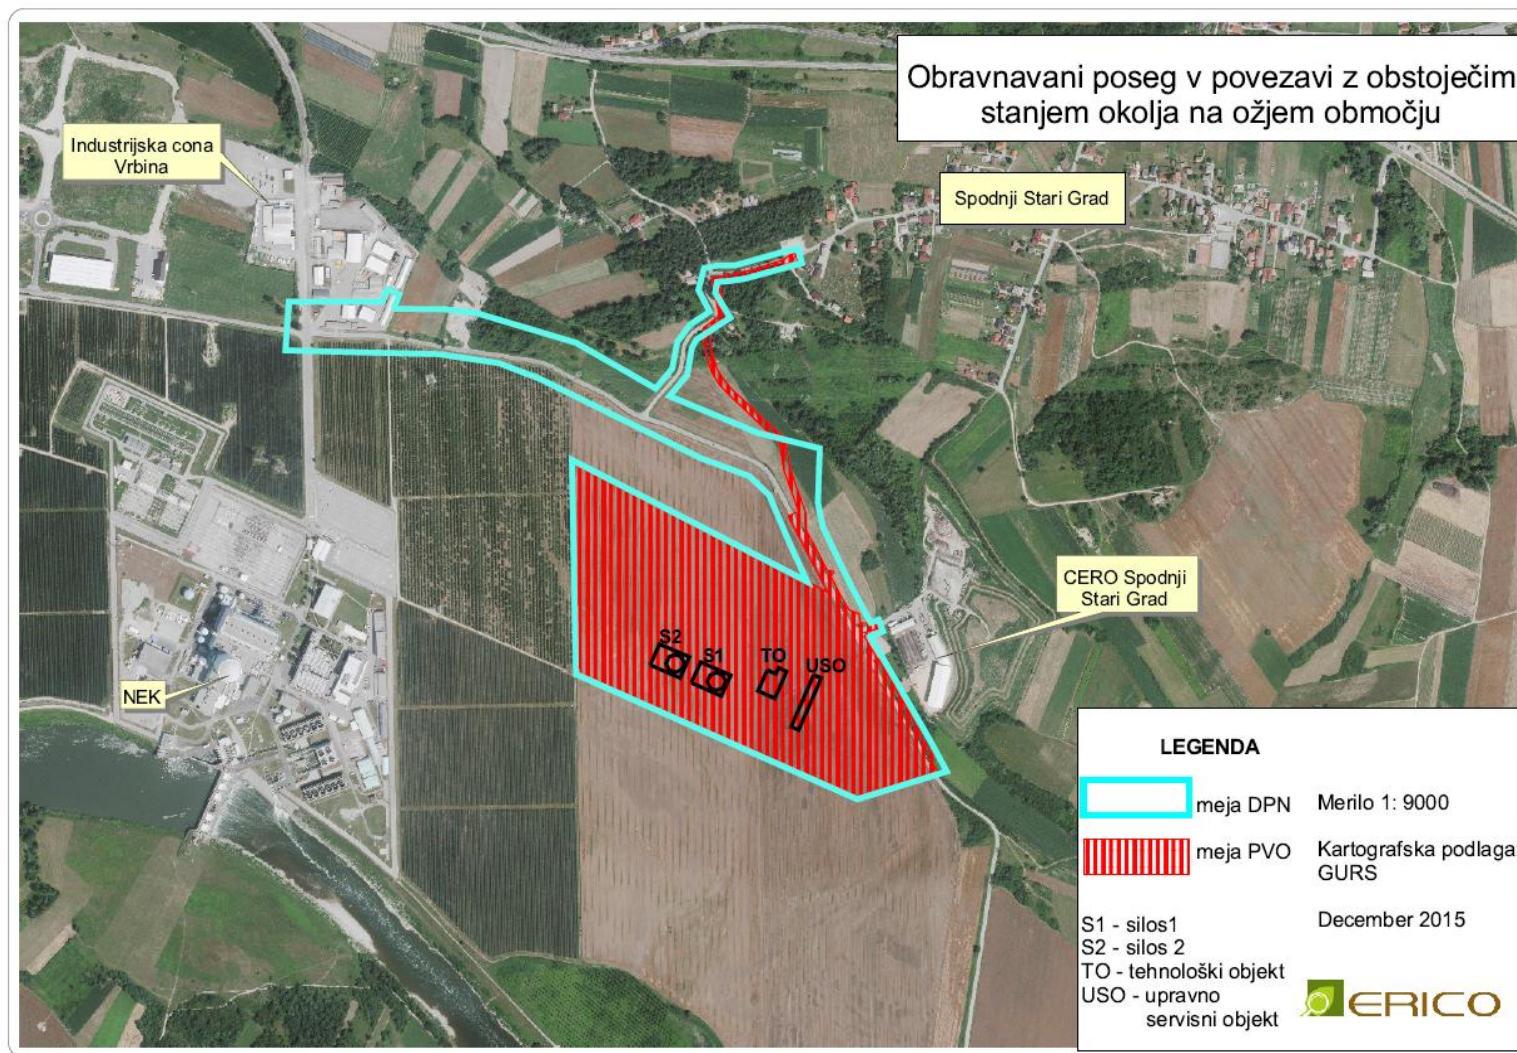 Obravnavani poseg v povezavi z obstoječim
stanjem okolja na ožjem območju
Industrijska cona
Vrbina
Spodnji Stari Grad
CERO Spodnji
Stari Grad
NEK
S2
S1
TO
USO
LEGENDA
meja DPN
Merilo 1: 9000
meja PVO
Kartografska podlaga
GURS
December 2015
S1 - silos1
S2 - silos 2
TO - tehnološki objekt
USO - upravno
servisni objekt
ERICO